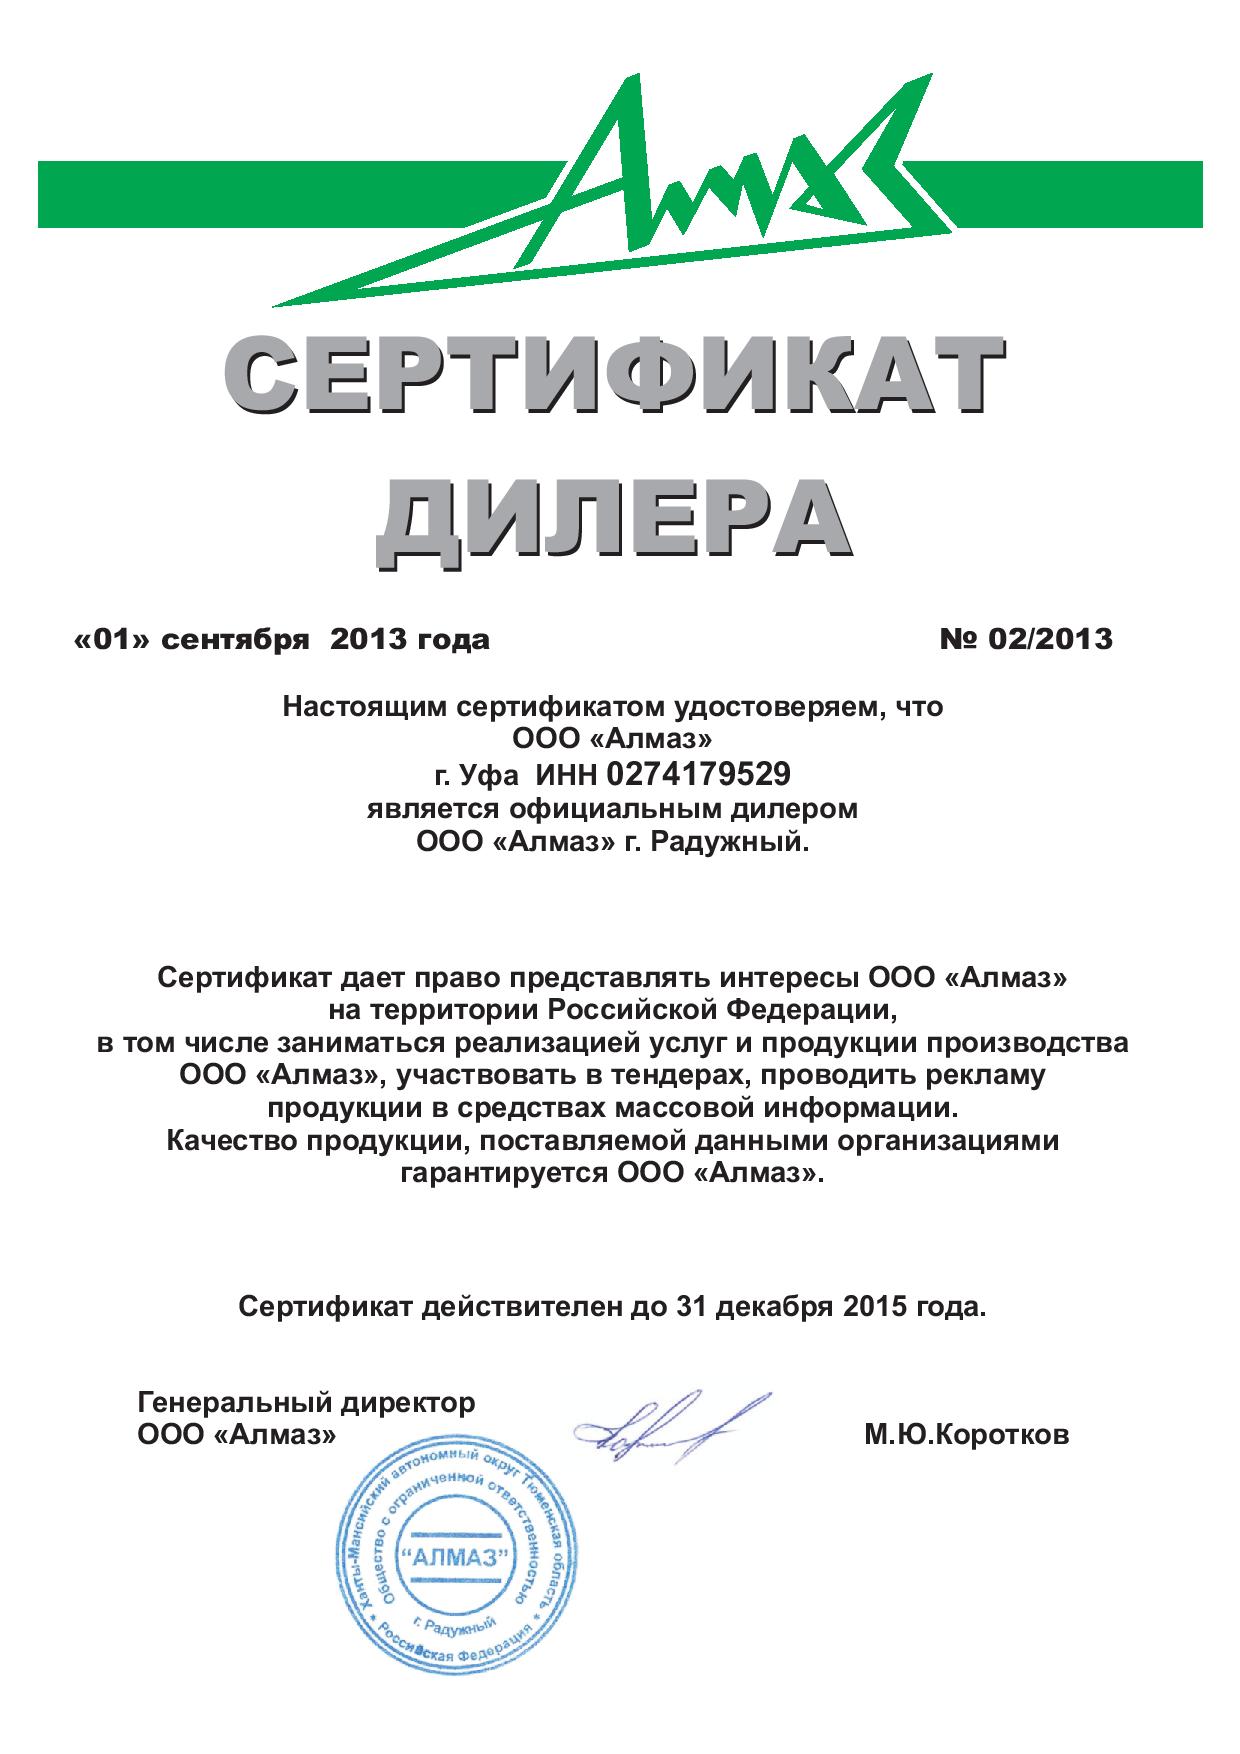 Алмаз
СЕРТИФИКАТ
ДИЛЕРА
«01» сентября 2013 года № 02/2013
Настоящим сертификатом удостоверяем, что
ООО «Алмаз»
г. Уфа ИНН 0274179529
является официальным дилером
ООО «Алмаз» г. Радужный.
Сертификат дает право представлять интересы ООО «Алмаз»
на территории Российской Федерации,
в том числе заниматься реализацией услуг и продукции производства
ООО «Алмаз», участвовать в тендерах, проводить рекламу
продукции в средствах массовой информации.
Качество продукции, поставляемой данными организациями
гарантируется ООО «Алмаз».
Сертификат действителен до 31 декабря 2015 года.
Генеральный директор
ООО «Алмаз» М.Ю.Коротков
Ханты-Мансийский автономный округ Тюменская область * Российская Федерация *
Общество с ограниченной ответственностью
"АЛМАЗ"
г. Радужный